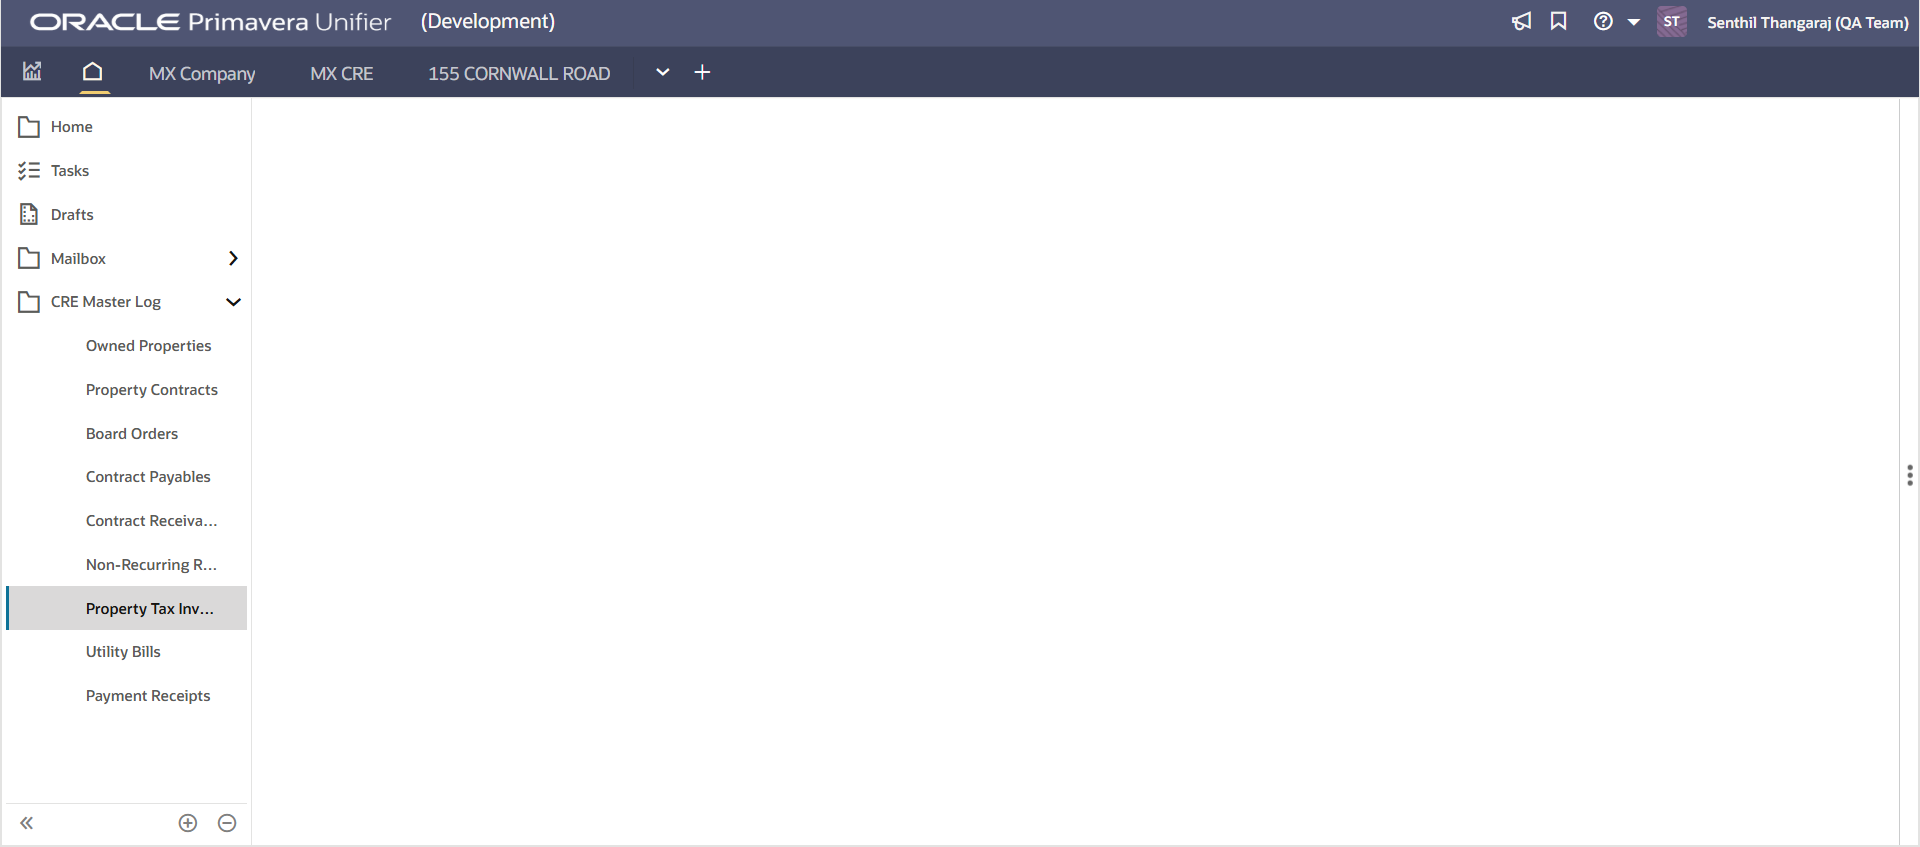 ORACLE Primavera Unifier (Development) ST Senthil Thangaraj (QA Team)
MX Company MX CRE 155 CORNWALL ROAD
Home
Tasks
Drafts
Mailbox
CRE Master Log
Owned Properties
Property Contracts
Board Orders
Contract Payables
Contract Receiva...
Non-Recurring R...
Property Tax Inv...
Utility Bills
Payment Receipts